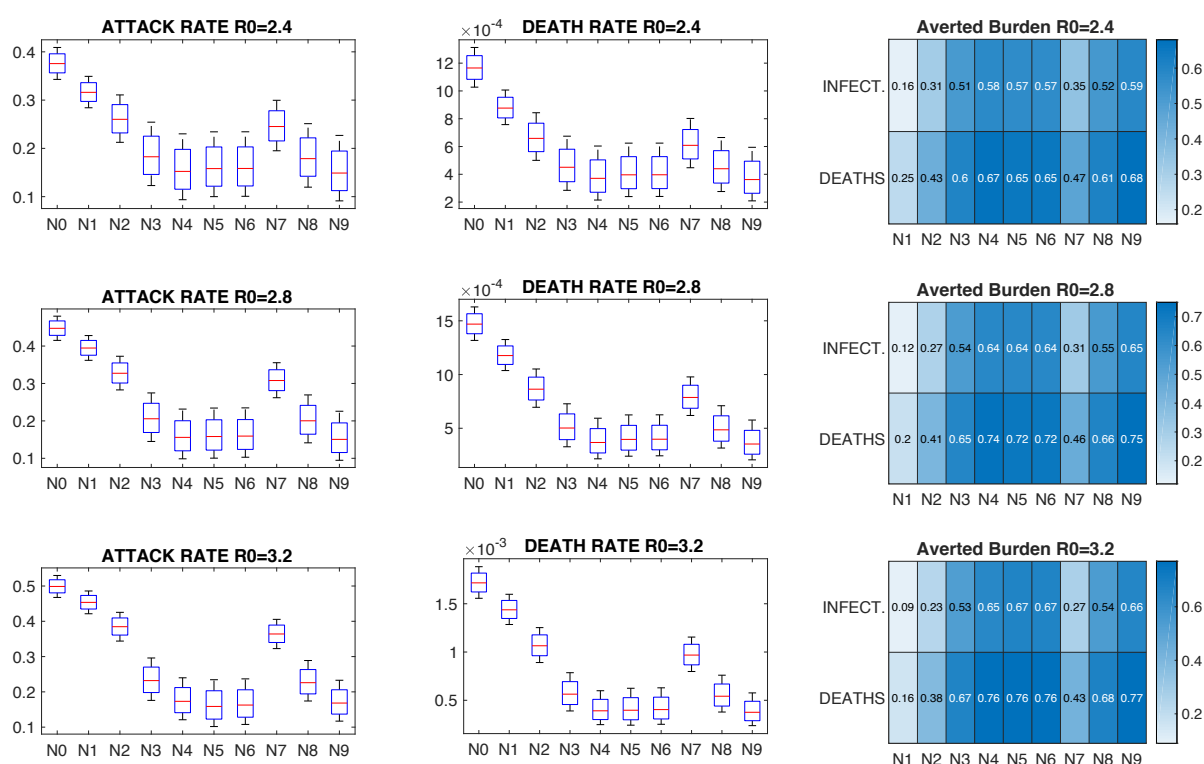 ATTACK RATE R0=2.4
0.4
0.3
0.2
0.1
N0 N1 N2 N3 N4 N5 N6 N7 N8 N9
DEATH RATE R0=2.4
×10⁻⁴
12
10
8
6
4
2
N0 N1 N2 N3 N4 N5 N6 N7 N8 N9
Averted Burden R0=2.4
INFECT. 0.16 0.31 0.51 0.58 0.57 0.57 0.35 0.52 0.59
DEATHS 0.25 0.43 0.6 0.67 0.65 0.65 0.47 0.61 0.68
N1 N2 N3 N4 N5 N6 N7 N8 N9
0.6
0.5
0.4
0.3
0.2
ATTACK RATE R0=2.8
0.4
0.3
0.2
0.1
N0 N1 N2 N3 N4 N5 N6 N7 N8 N9
DEATH RATE R0=2.8
×10⁻⁴
15
10
5
N0 N1 N2 N3 N4 N5 N6 N7 N8 N9
Averted Burden R0=2.8
INFECT. 0.12 0.27 0.54 0.64 0.64 0.64 0.31 0.55 0.65
DEATHS 0.2 0.41 0.65 0.74 0.72 0.72 0.46 0.66 0.75
N1 N2 N3 N4 N5 N6 N7 N8 N9
0.7
0.6
0.5
0.4
0.3
0.2
ATTACK RATE R0=3.2
0.5
0.4
0.3
0.2
0.1
N0 N1 N2 N3 N4 N5 N6 N7 N8 N9
DEATH RATE R0=3.2
×10⁻³
1.5
1
0.5
N0 N1 N2 N3 N4 N5 N6 N7 N8 N9
Averted Burden R0=3.2
INFECT. 0.09 0.23 0.53 0.65 0.67 0.67 0.27 0.54 0.66
DEATHS 0.16 0.38 0.67 0.76 0.76 0.76 0.43 0.68 0.77
N1 N2 N3 N4 N5 N6 N7 N8 N9
0.6
0.4
0.2